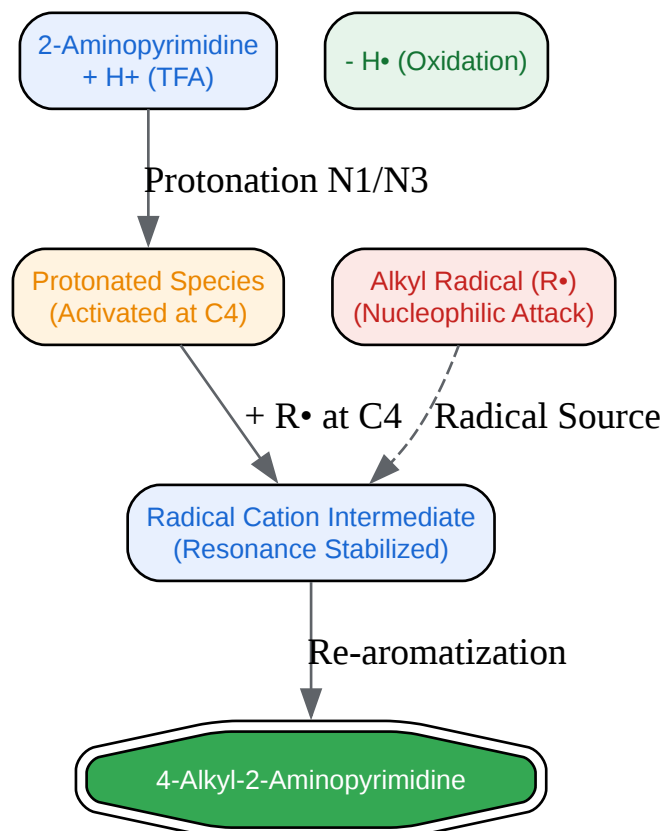 2-Aminopyrimidine
+ H+ (TFA)
- H• (Oxidation)
Protonation N1/N3
Protonated Species
(Activated at C4)
Alkyl Radical (R•)
(Nucleophilic Attack)
+ R• at C4
Radical Source
Radical Cation Intermediate
(Resonance Stabilized)
Re-aromatization
4-Alkyl-2-Aminopyrimidine